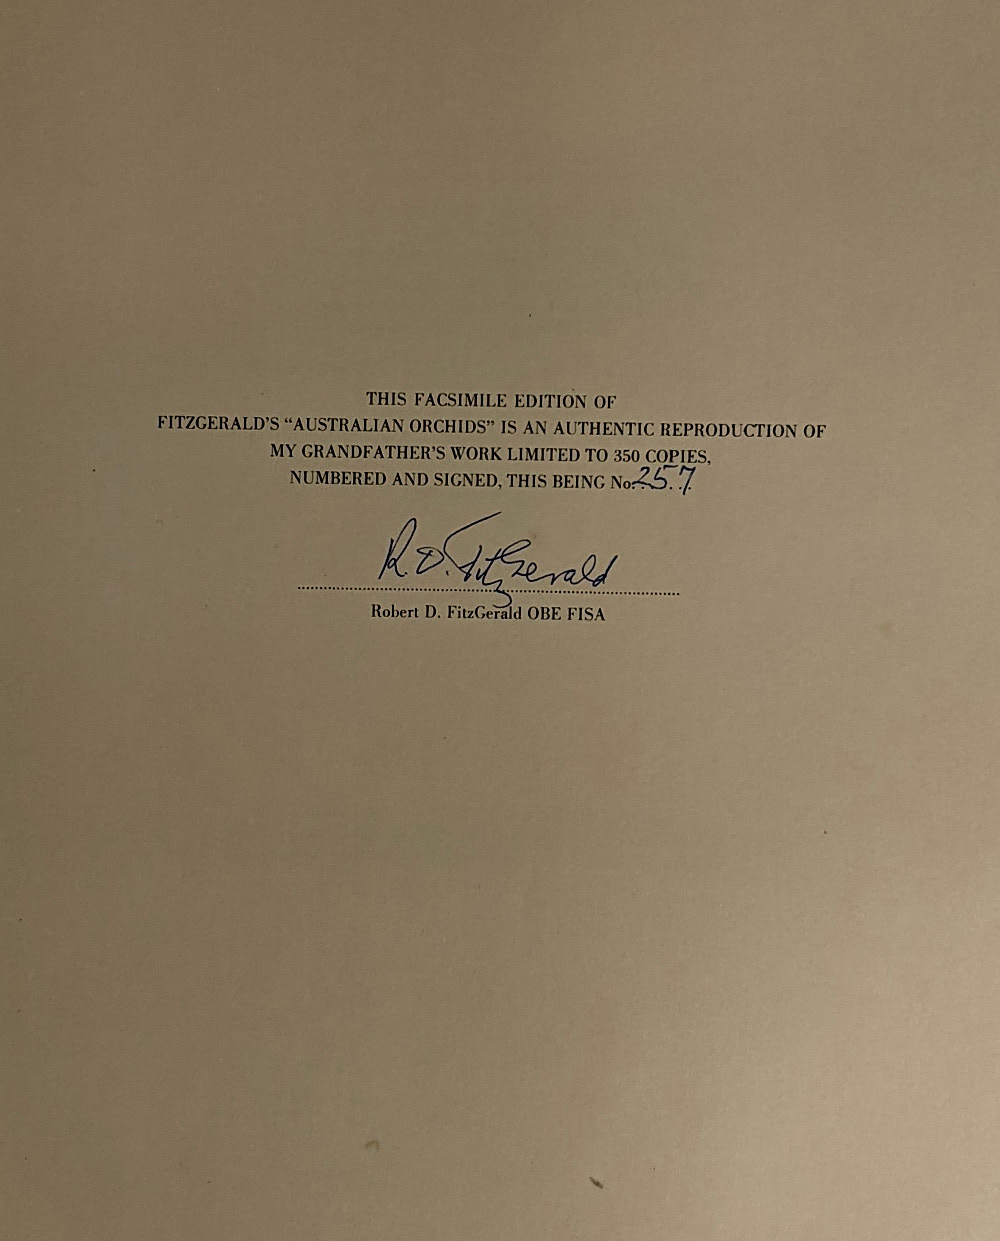 THIS FACSIMILE EDITION OF
FITZGERALD'S “AUSTRALIAN ORCHIDS” IS AN AUTHENTIC REPRODUCTION OF
MY GRANDFATHER'S WORK LIMITED TO 350 COPIES,
NUMBERED AND SIGNED, THIS BEING No. 257
R. D. FitzGerald
Robert D. FitzGerald OBE FISA